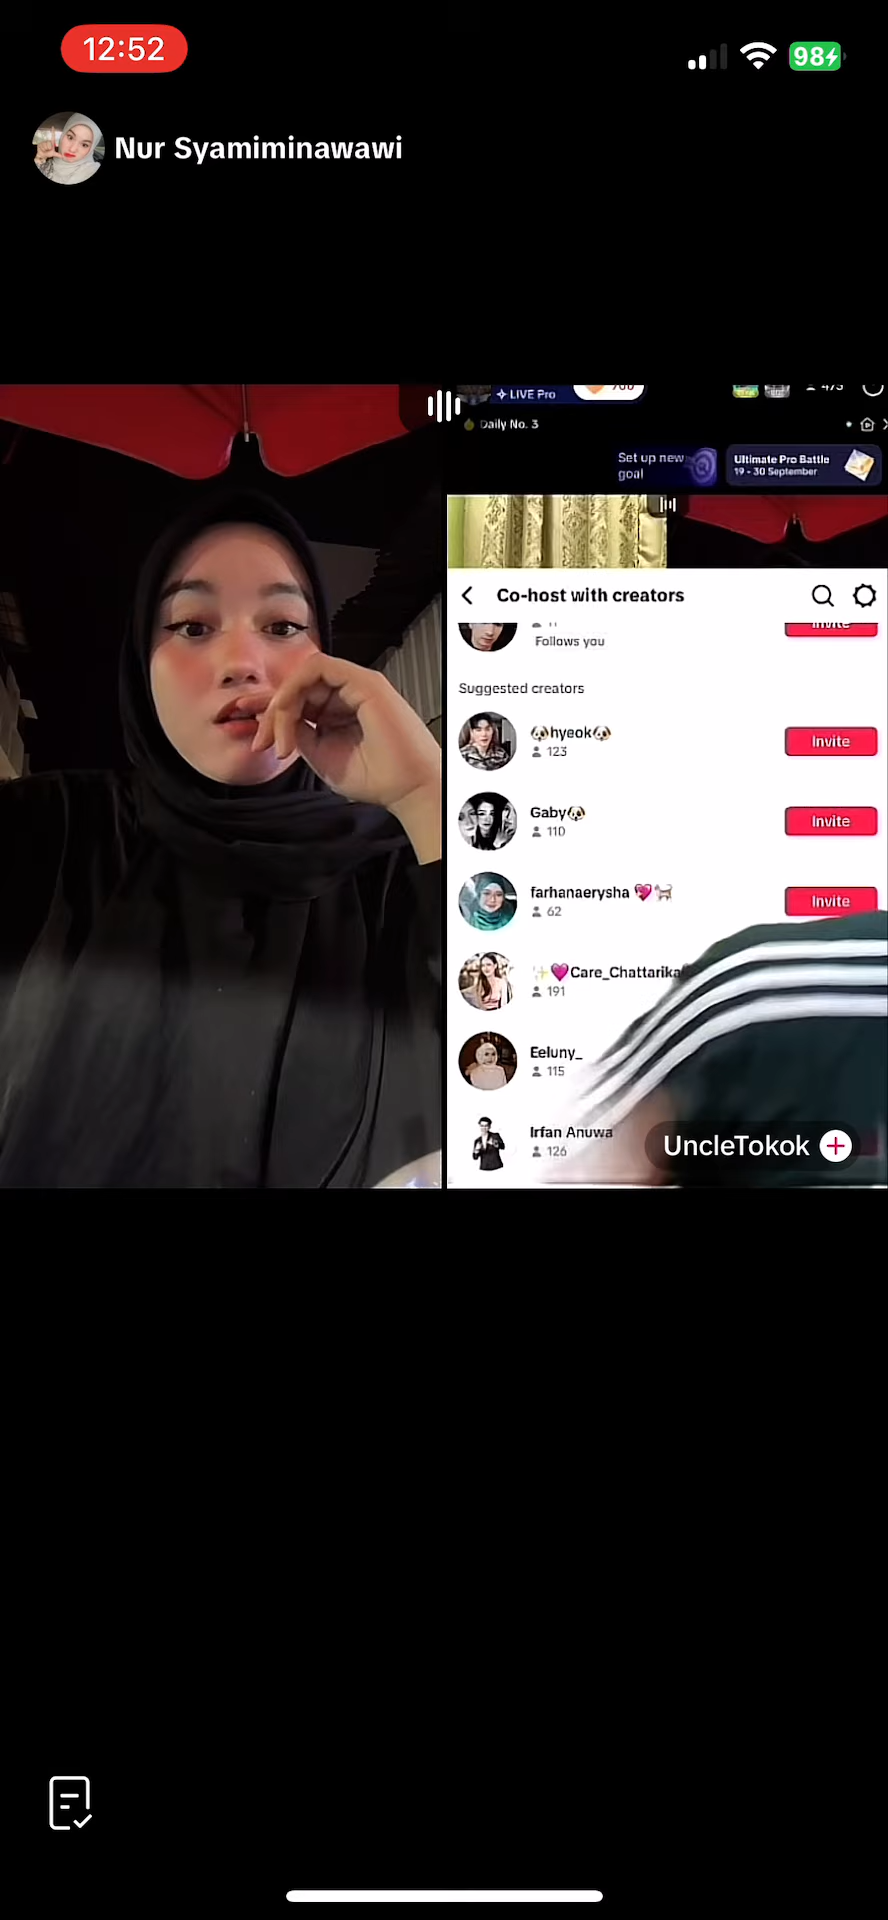 12:52
98
Nur Syamiminawawi
LIVE Pro
Daily No. 3
Set up new
goal
Ultimate Pro Battle
19 - 30 September
Co-host with creators
Follows you
Invite
Suggested creators
🐶hyeok🐶
123
Invite
Gaby🐶
110
Invite
farhanaerysha 💖🐈
62
Invite
✨💗Care_Chattarika
191
Eeluny_
115
Irfan Anuwa
126
UncleTokok